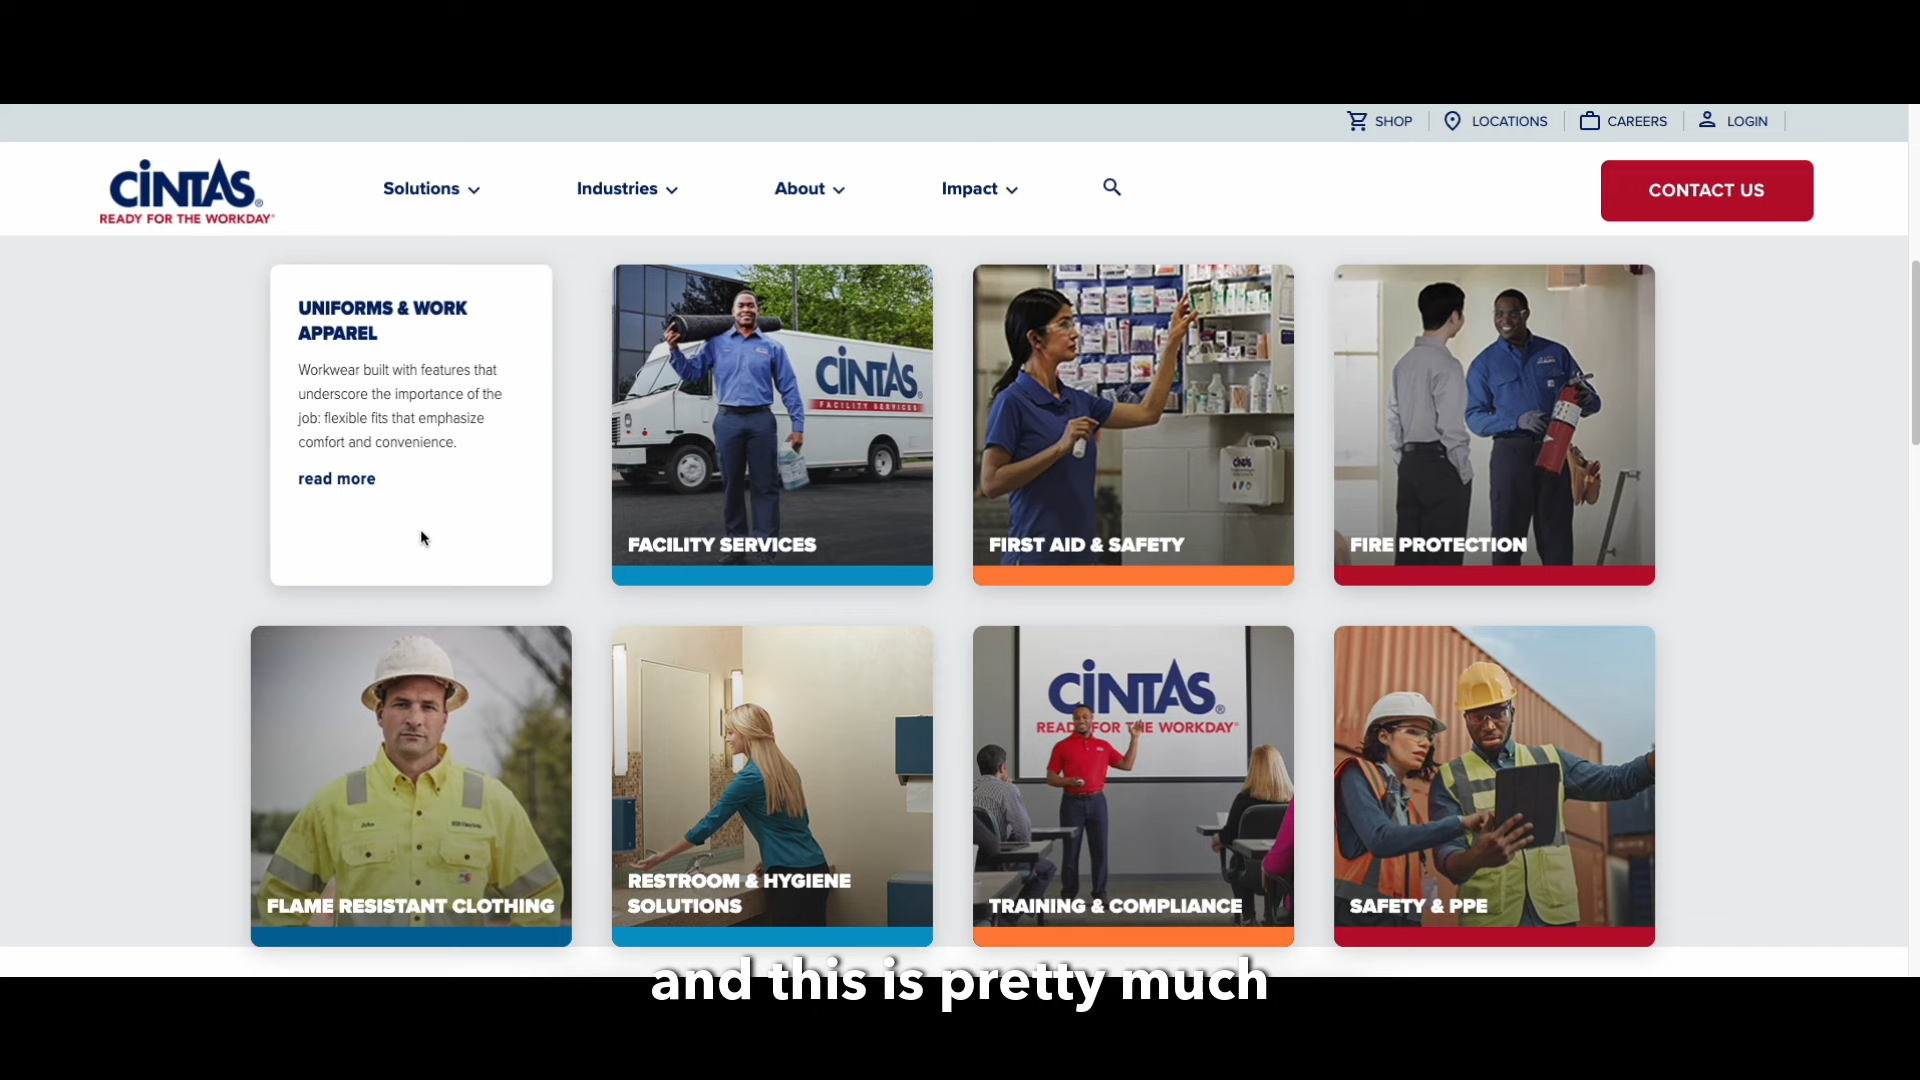 SHOP
LOCATIONS
CAREERS
LOGIN
CINTAS®
READY FOR THE WORKDAY®
Solutions
Industries
About
Impact
CONTACT US
UNIFORMS & WORK
APPAREL
Workwear built with features that
underscore the importance of the
job: flexible fits that emphasize
comfort and convenience.
read more
CINTAS®
FACILITY SERVICES
FACILITY SERVICES
CINTAS
FIRST AID & SAFETY
FIRE PROTECTION
John
FLAME RESISTANT CLOTHING
RESTROOM & HYGIENE
SOLUTIONS
CINTAS®
READY FOR THE WORKDAY®
TRAINING & COMPLIANCE
SAFETY & PPE
and this is pretty much